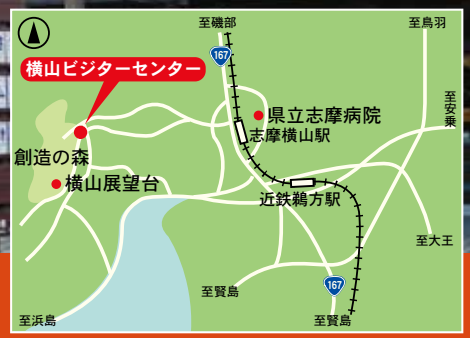 至磯部
至鳥羽
167
横山ビジターセンター
至安乗
県立志摩病院
志摩横山駅
創造の森
横山展望台
近鉄鵜方駅
至大王
167
至賢島
至浜島
至賢島